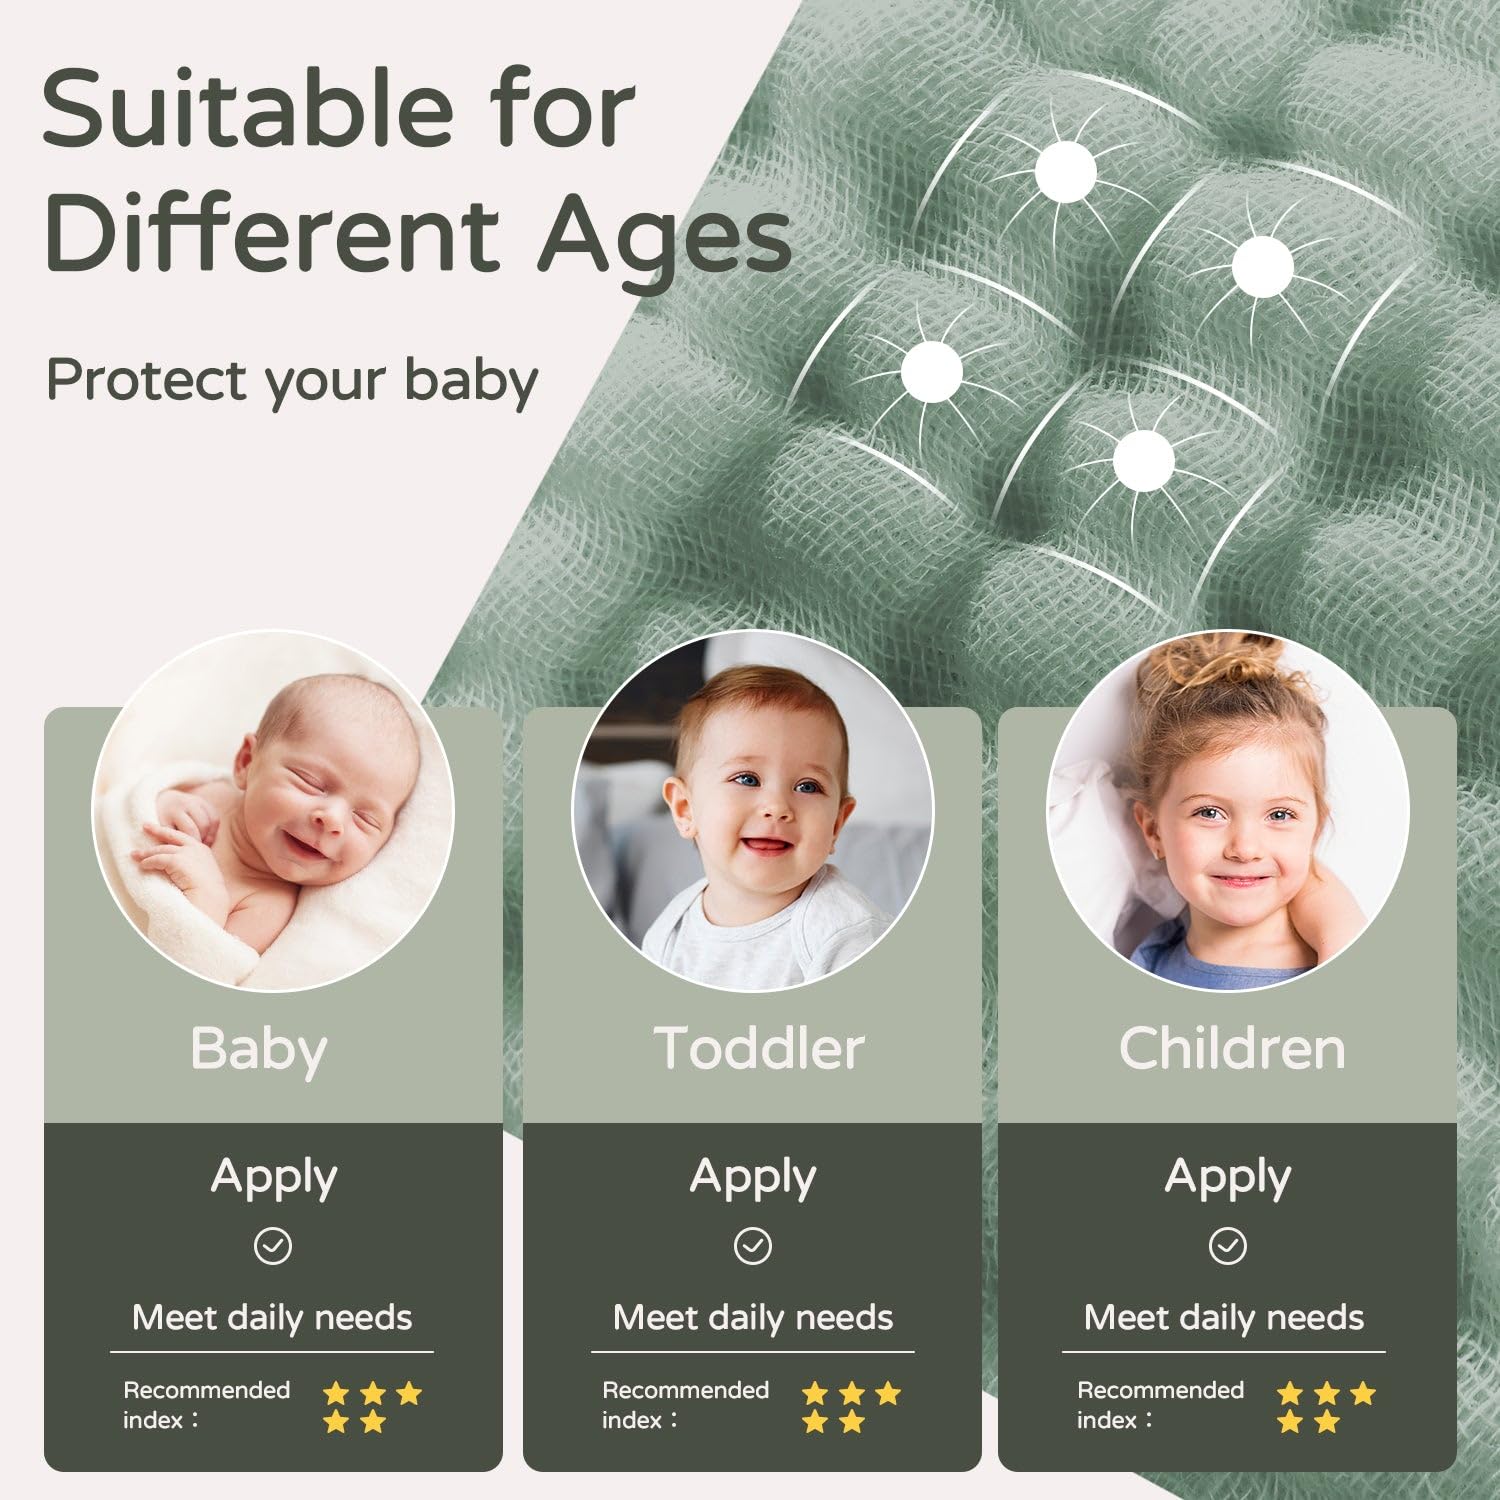 Suitable for
Different Ages
Protect your baby
Baby
Apply
Meet daily needs
Recommended
index：
Toddler
Apply
Meet daily needs
Recommended
index：
Children
Apply
Meet daily needs
Recommended
index：